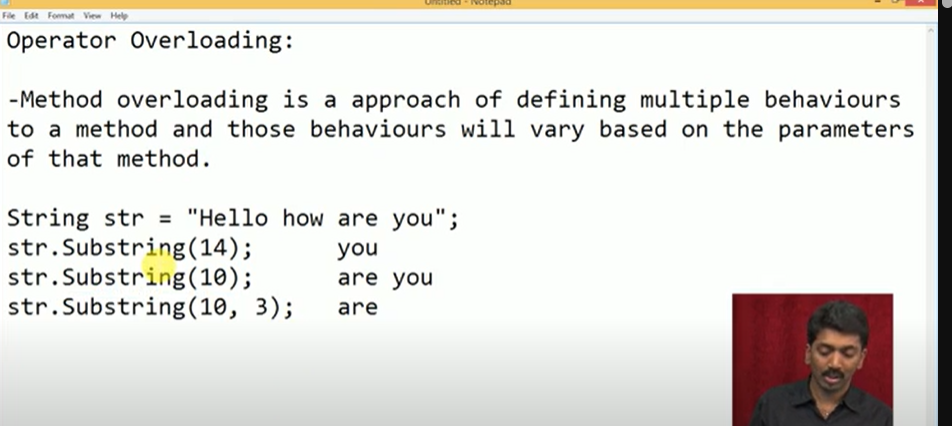 Untitled - Notepad
File Edit Format View Help
Operator Overloading:
-Method overloading is a approach of defining multiple behaviours
to a method and those behaviours will vary based on the parameters
of that method.
String str = "Hello how are you";
str.Substring(14); you
str.Substring(10); are you
str.Substring(10, 3); are